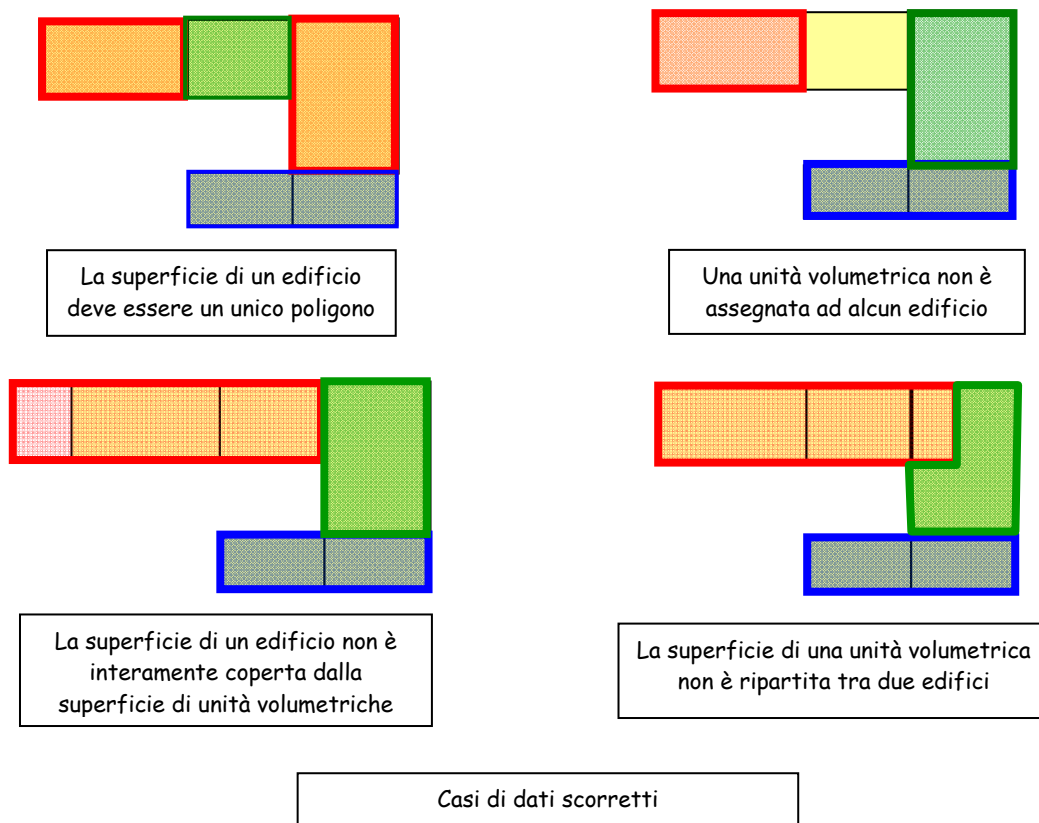 La superficie di un edificio
deve essere un unico poligono
Una unità volumetrica non è
assegnata ad alcun edificio
La superficie di un edificio non è
interamente coperta dalla
superficie di unità volumetriche
La superficie di una unità volumetrica
non è ripartita tra due edifici
Casi di dati scorretti